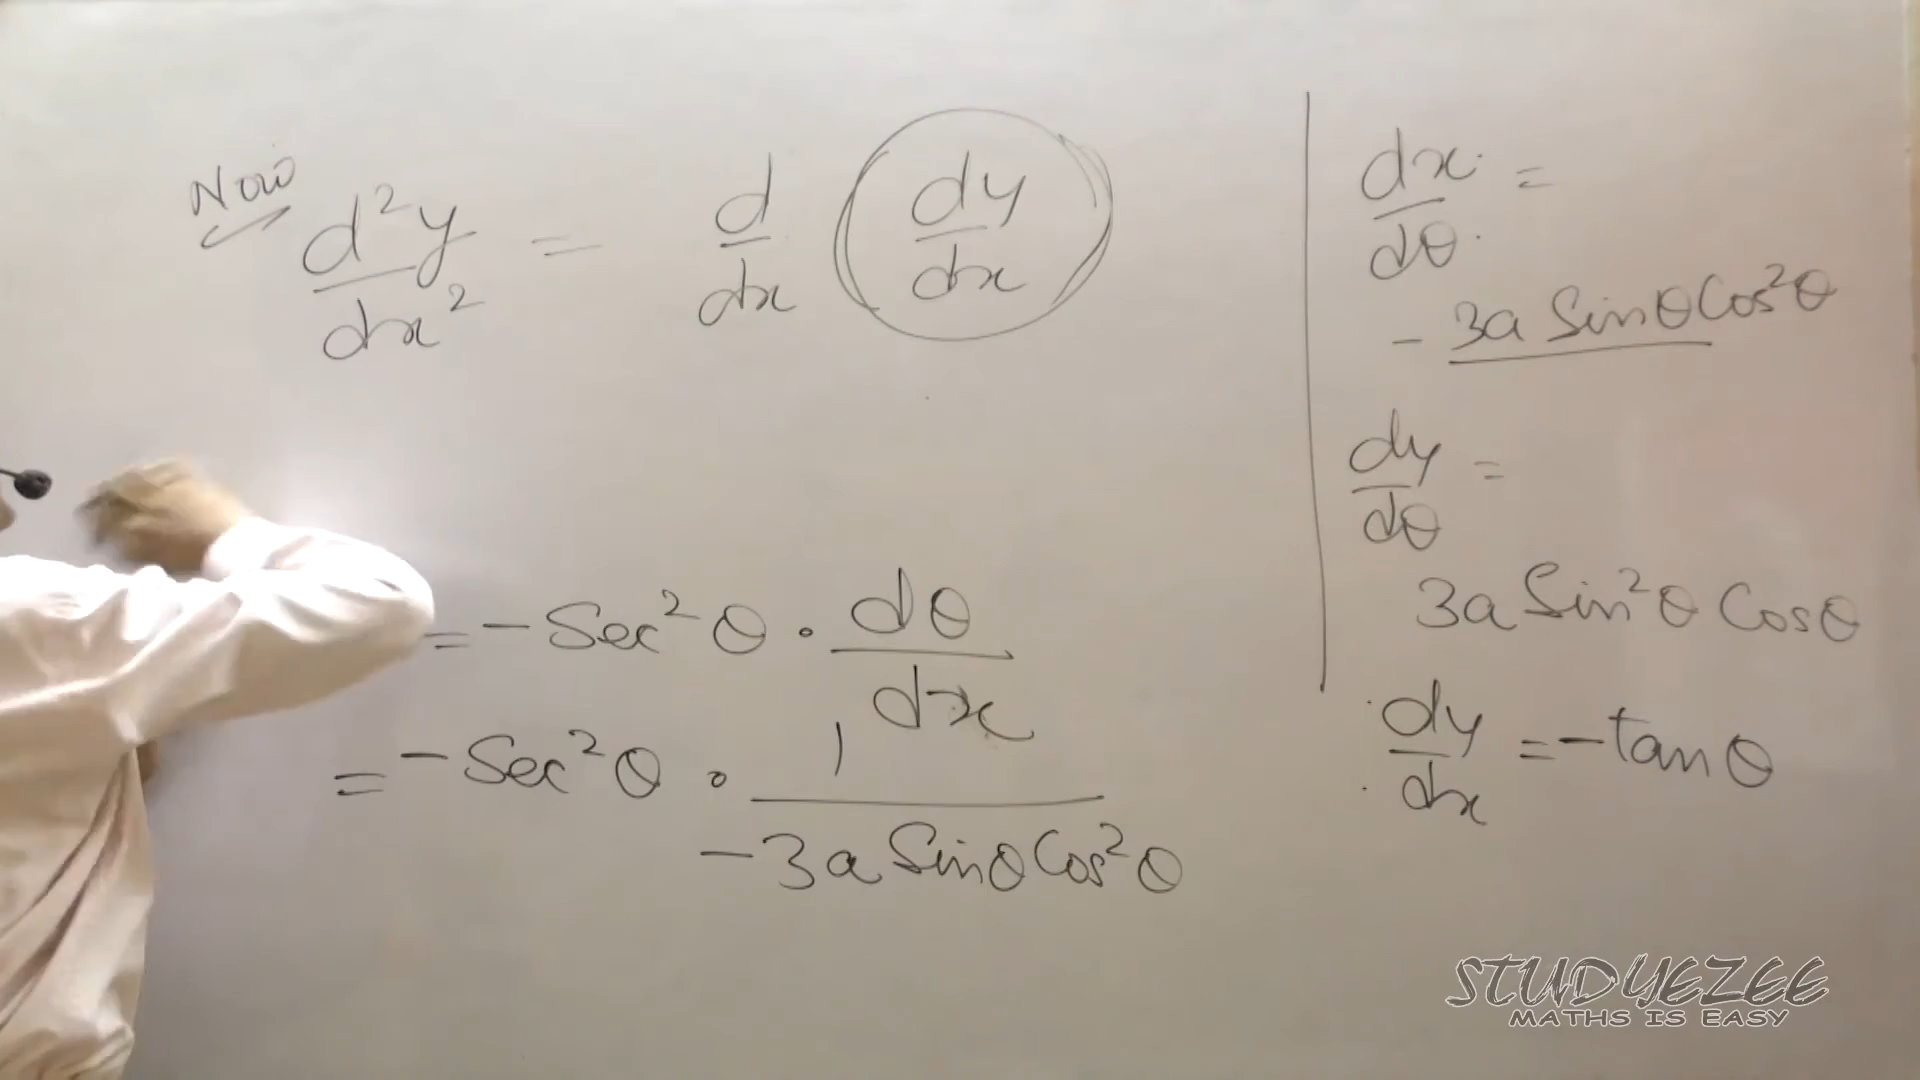 Now
d²y/dx² = d/dx (dy/dx)
= -Sec²θ · dθ/dx
= -Sec²θ · 1/-3a Sinθ Cos²θ
dx/dθ =
- 3a Sinθ Cos²θ
dy/dθ =
3a Sin²θ Cosθ
dy/dx = -tanθ
STUDYEZEE
MATHS IS EASY